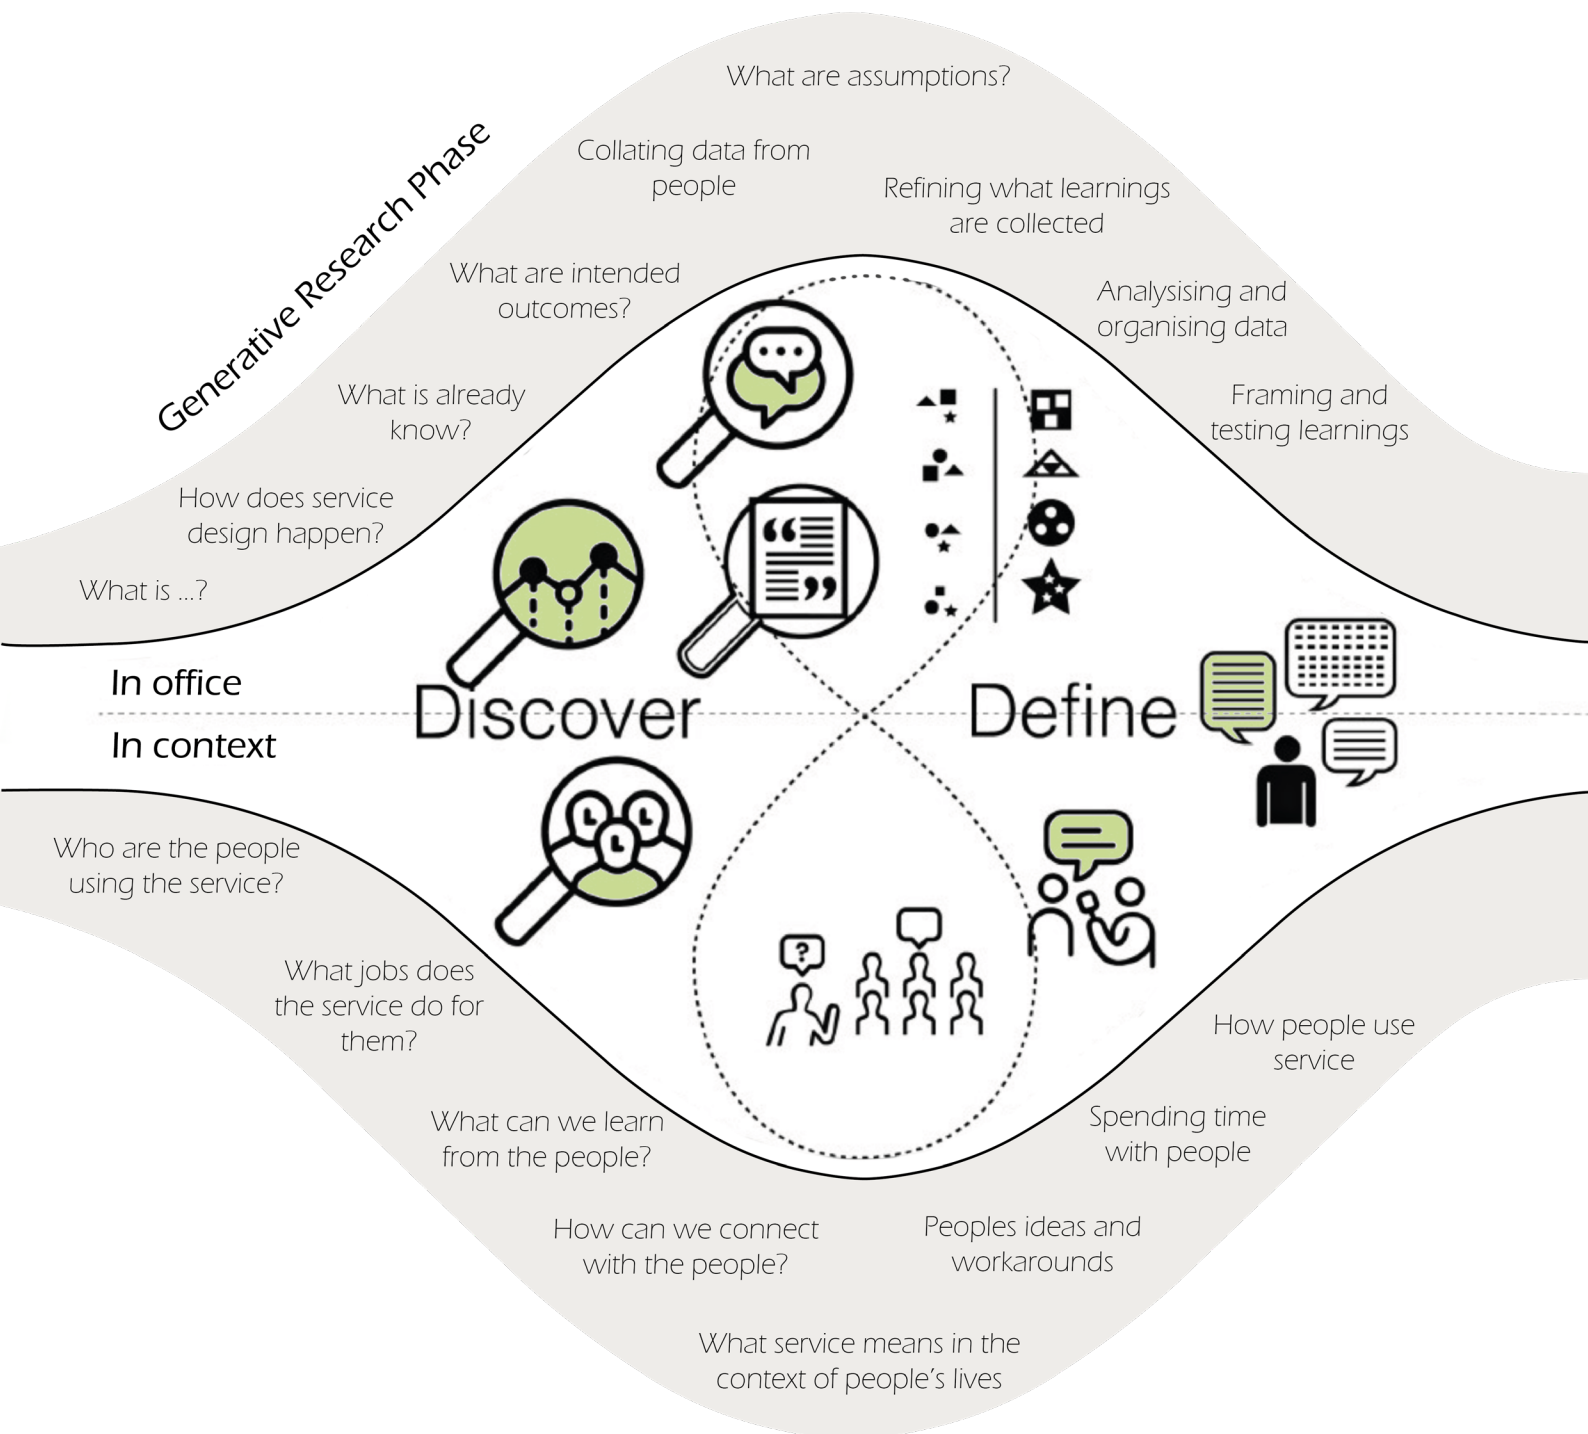 What are assumptions?
Collating data from
people
Refining what learnings
are collected
Generative Research Phase
What are intended
outcomes?
Analysising and
organising data
What is already
know?
Framing and
testing learnings
How does service
design happen?
What is ...?
In office
Discover
Define
In context
Who are the people
using the service?
?
What jobs does
the service do for
them?
How people use
service
What can we learn
from the people?
Spending time
with people
How can we connect
with the people?
Peoples ideas and
workarounds
What service means in the
context of people’s lives